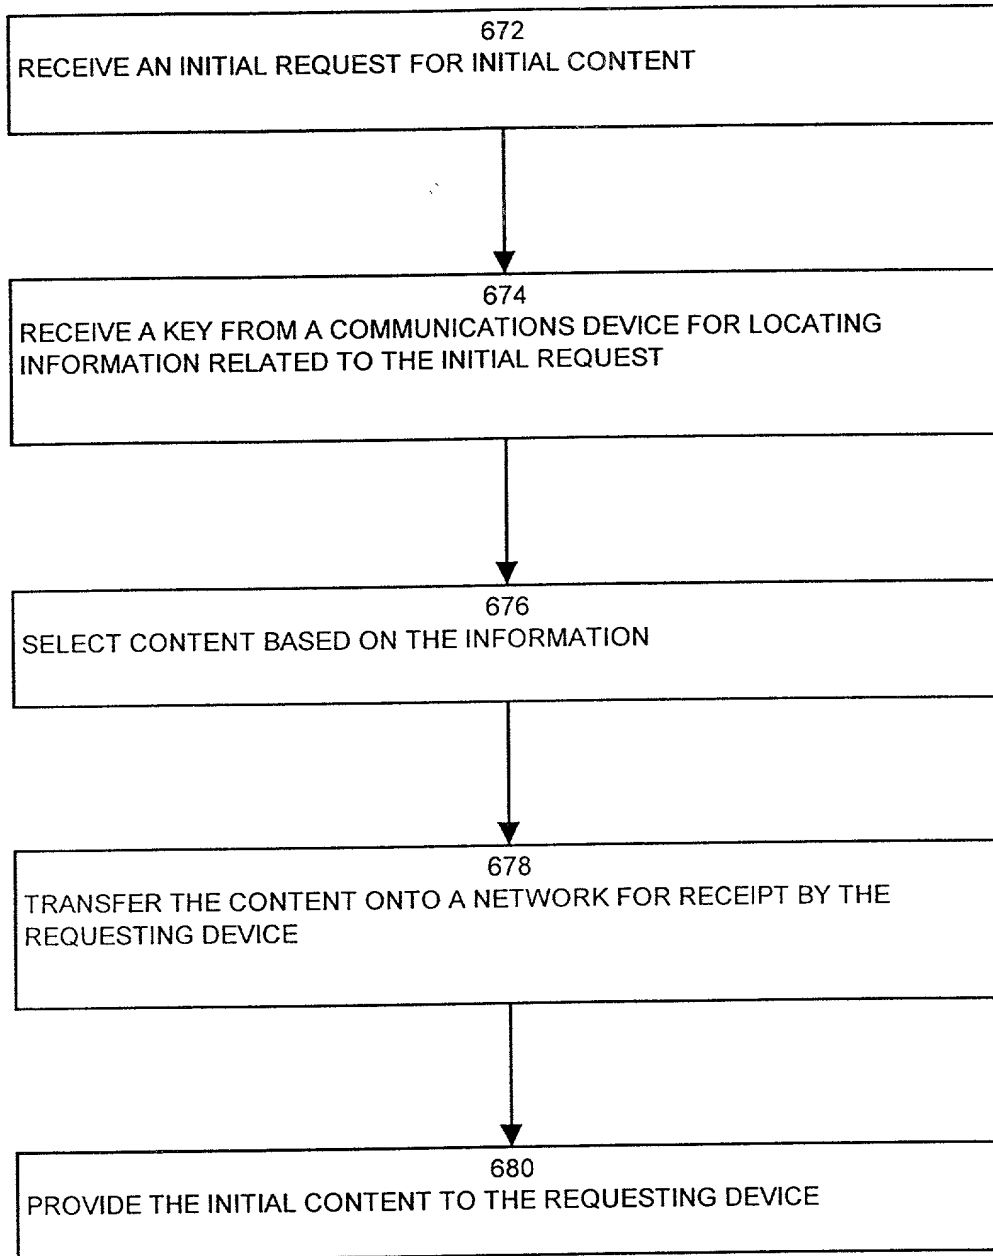 672
RECEIVE AN INITIAL REQUEST FOR INITIAL CONTENT
674
RECEIVE A KEY FROM A COMMUNICATIONS DEVICE FOR LOCATING
INFORMATION RELATED TO THE INITIAL REQUEST
676
SELECT CONTENT BASED ON THE INFORMATION
678
TRANSFER THE CONTENT ONTO A NETWORK FOR RECEIPT BY THE
REQUESTING DEVICE
680
PROVIDE THE INITIAL CONTENT TO THE REQUESTING DEVICE